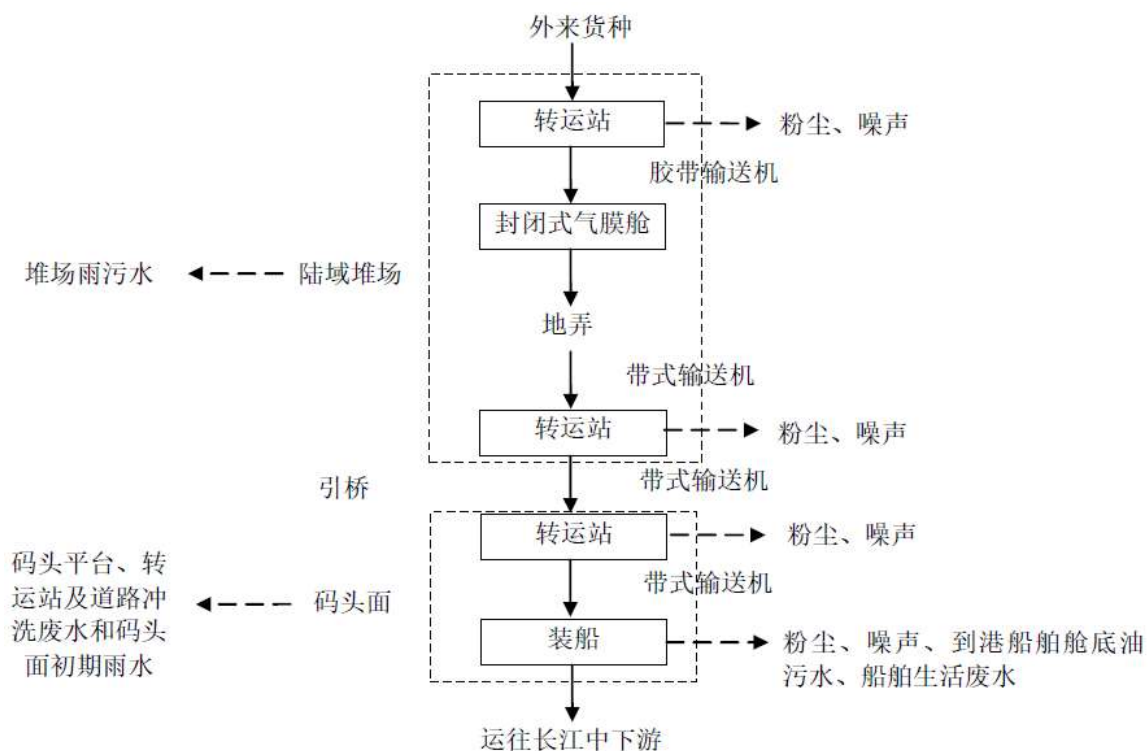 外来货种
转运站
粉尘、噪声
胶带输送机
封闭式气膜舱
堆场雨污水
陆域堆场
地弄
带式输送机
转运站
粉尘、噪声
引桥
带式输送机
转运站
粉尘、噪声
码头平台、转
运站及道路冲
洗废水和码头
面初期雨水
码头面
带式输送机
装船
粉尘、噪声、到港船舶舱底油
污水、船舶生活废水
运往长江中下游